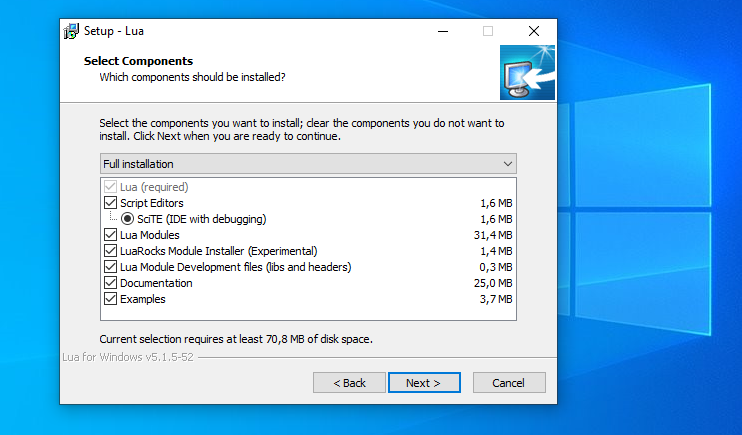 Setup - Lua
Select Components
Which components should be installed?
Select the components you want to install; clear the components you do not want to
install. Click Next when you are ready to continue.
Full installation
Lua (required)
Script Editors 1,6 MB
SciTE (IDE with debugging) 1,6 MB
Lua Modules 31,4 MB
LuaRocks Module Installer (Experimental) 1,4 MB
Lua Module Development files (libs and headers) 0,3 MB
Documentation 25,0 MB
Examples 3,7 MB
Current selection requires at least 70,8 MB of disk space.
Lua for Windows v5.1.5-52
< Back Next > Cancel